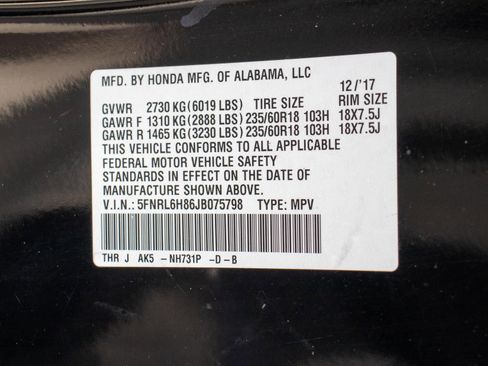 MFD. BY HONDA MFG. OF ALABAMA, LLC
12/'17
GVWR 2730 KG(6019 LBS) TIRE SIZE RIM SIZE
GAWR F 1310 KG(2888 LBS)235/60R18 103H 18X7.5J
GAWR R 1465 KG(3230 LBS)235/60R18 103H 18X7.5J
THIS VEHICLE CONFORMS TO ALL APPLICABLE
FEDERAL MOTOR VEHICLE SAFETY
STANDARDS IN EFFECT ON THE DATE OF
MANUFACTURE SHOWN ABOVE.
V.I.N.: 5FNRL6H86JB075798 TYPE: MPV
THR J AK5 -NH731P -D-B